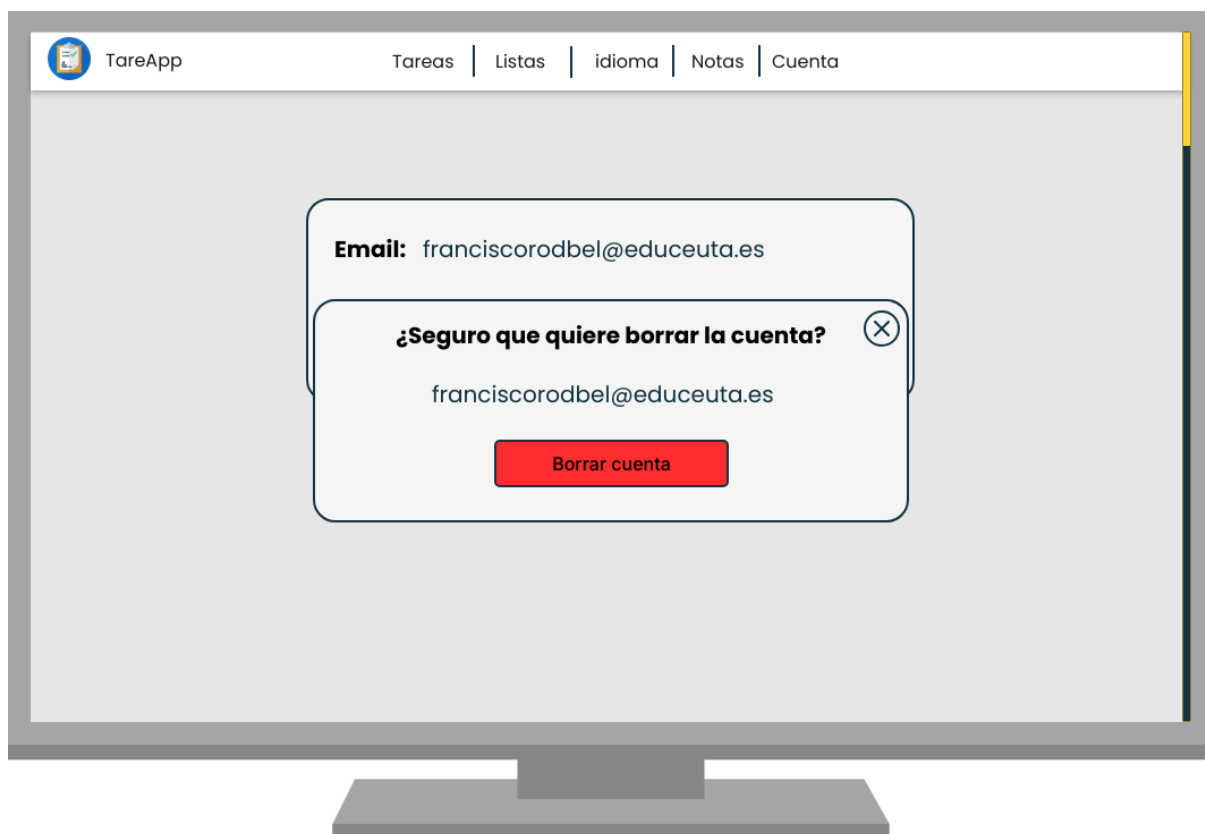 TareApp Tareas Listas idioma Notas Cuenta
Email: franciscorodbel@educeuta.es
¿Seguro que quiere borrar la cuenta?
franciscorodbel@educeuta.es
Borrar cuenta